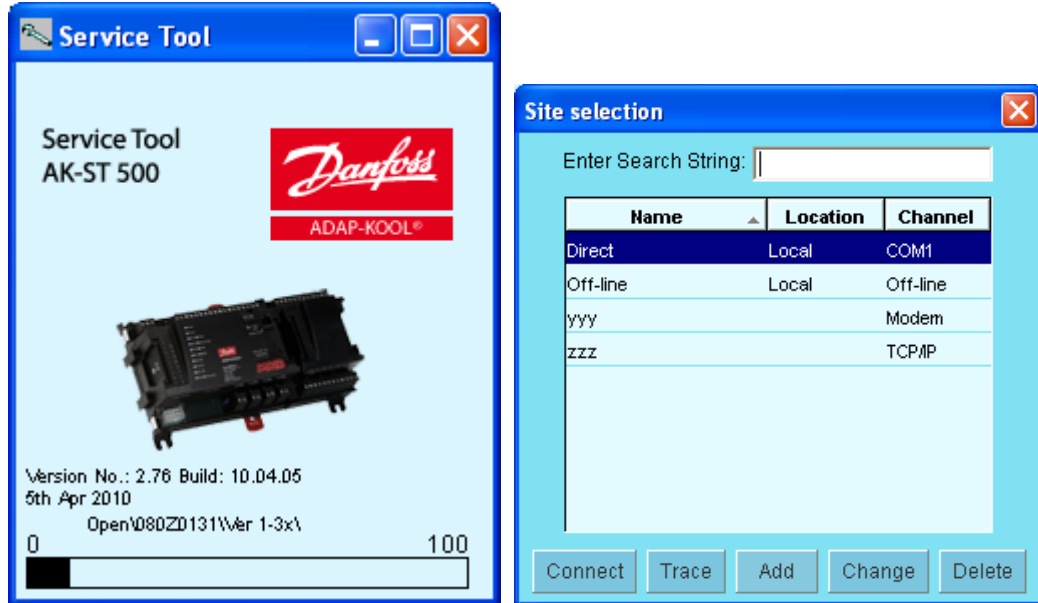 Service Tool
Service Tool
AK-ST 500
Danfoss
ADAP-KOOL®
Version No.: 2.76 Build: 10.04.05
5th Apr 2010
Open\080Z0131\\Ver 1-3x\
0 100
Site selection
Enter Search String:
Name Location Channel
Direct Local COM1
Off-line Local Off-line
yyy Modem
zzz TCP/IP
Connect Trace Add Change Delete